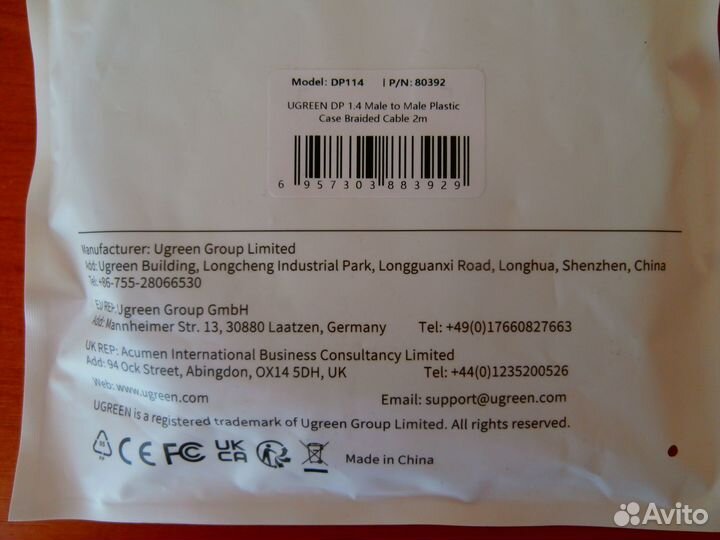 Model: DP114 | P/N: 80392
UGREEN DP 1.4 Male to Male Plastic
Case Braided Cable 2m
6 957303 883929
Manufacturer: Ugreen Group Limited
Add: Ugreen Building, Longcheng Industrial Park, Longguanxi Road, Longhua, Shenzhen, China
Tel: +86-755-28066530
EU REP: Ugreen Group GmbH
Add: Mannheimer Str. 13, 30880 Laatzen, Germany Tel: +49(0)17660827663
UK REP: Acumen International Business Consultancy Limited
Add: 94 Ock Street, Abingdon, OX14 5DH, UK Tel: +44(0)1235200526
Web: www.ugreen.com Email: support@ugreen.com
UGREEN is a registered trademark of Ugreen Group Limited. All rights reserved.
CE FC UK CA Made in China
Avito